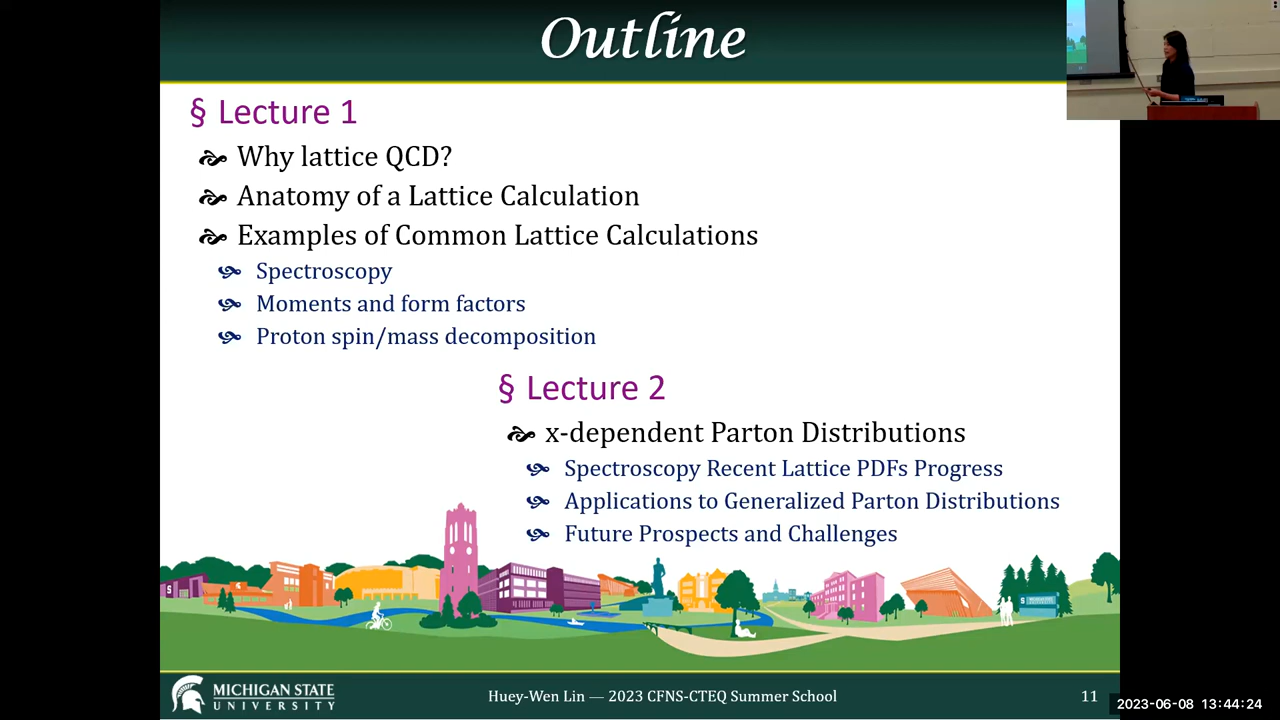 Outline
§ Lecture 1
Why lattice QCD?
Anatomy of a Lattice Calculation
Examples of Common Lattice Calculations
Spectroscopy
Moments and form factors
Proton spin/mass decomposition
§ Lecture 2
x-dependent Parton Distributions
Spectroscopy Recent Lattice PDFs Progress
Applications to Generalized Parton Distributions
Future Prospects and Challenges
MICHIGAN STATE
UNIVERSITY
Huey-Wen Lin — 2023 CFNS-CTEQ Summer School
11
2023-06-08 13:44:24